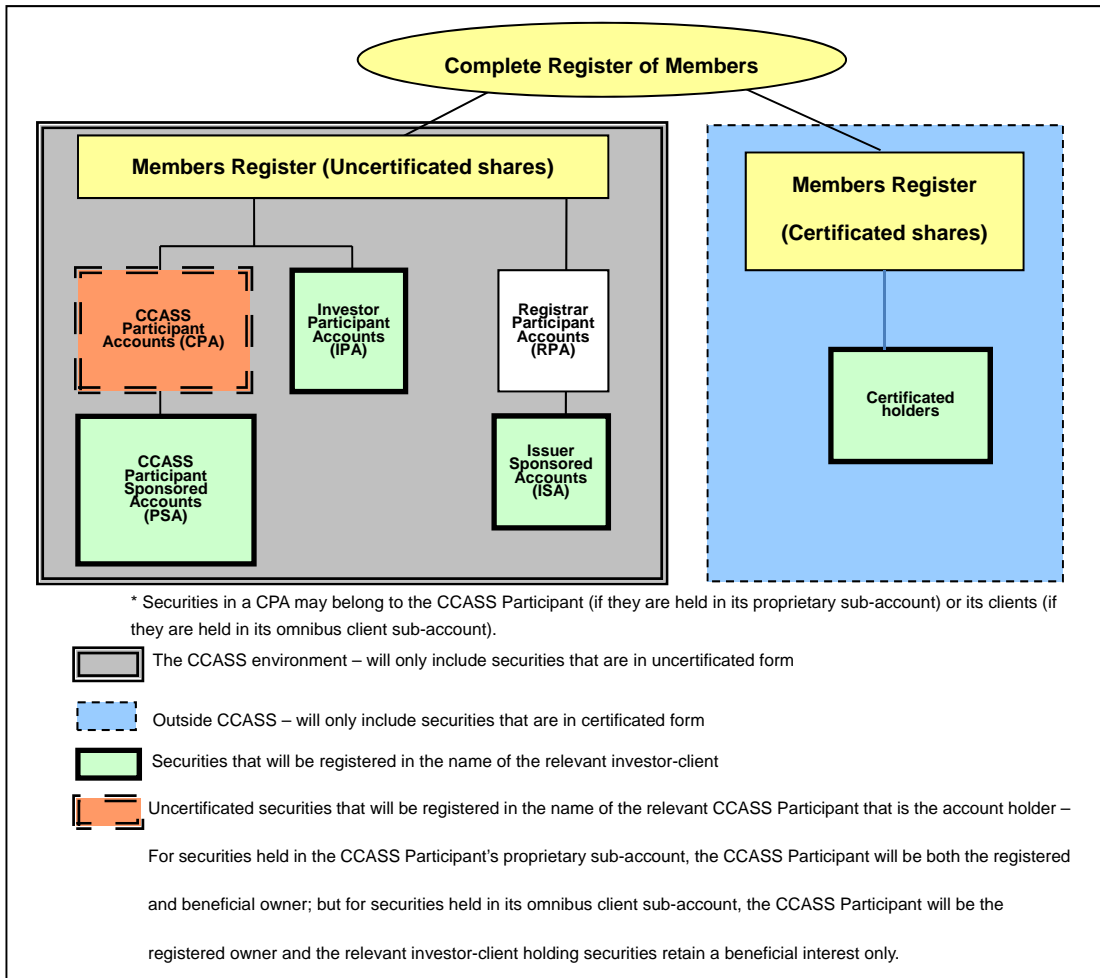 Complete Register of Members
Members Register (Uncertificated shares)
Members Register
(Certificated shares)
CCASS
Participant
Accounts (CPA)
Investor
Participant
Accounts
(IPA)
Registrar
Participant
Accounts
(RPA)
Certificated
holders
CCASS
Participant
Sponsored
Accounts
(PSA)
Issuer
Sponsored
Accounts
(ISA)
* Securities in a CPA may belong to the CCASS Participant (if they are held in its proprietary sub-account) or its clients (if
they are held in its omnibus client sub-account).
The CCASS environment – will only include securities that are in uncertificated form
Outside CCASS – will only include securities that are in certificated form
Securities that will be registered in the name of the relevant investor-client
Uncertificated securities that will be registered in the name of the relevant CCASS Participant that is the account holder –
For securities held in the CCASS Participant's proprietary sub-account, the CCASS Participant will be both the registered
and beneficial owner; but for securities held in its omnibus client sub-account, the CCASS Participant will be the
registered owner and the relevant investor-client holding securities retain a beneficial interest only.